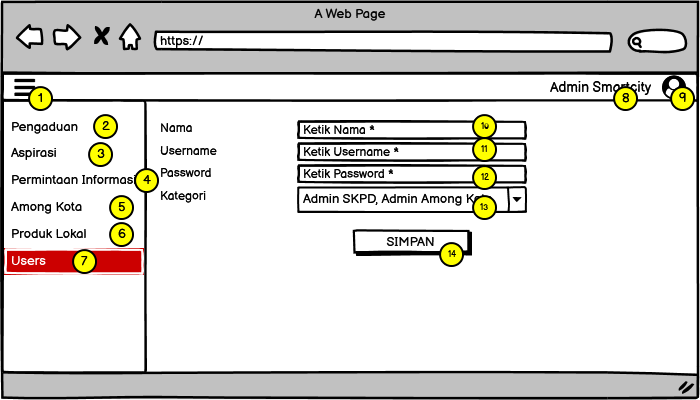 A Web Page
https://
Admin Smartcity
1
8
9
Pengaduan 2
Aspirasi 3
Permintaan Informasi 4
Among Kota 5
Produk Lokal 6
Users 7
Nama Ketik Nama * 10
Username Ketik Username * 11
Password Ketik Password * 12
Kategori Admin SKPD, Admin Among 13
SIMPAN
14